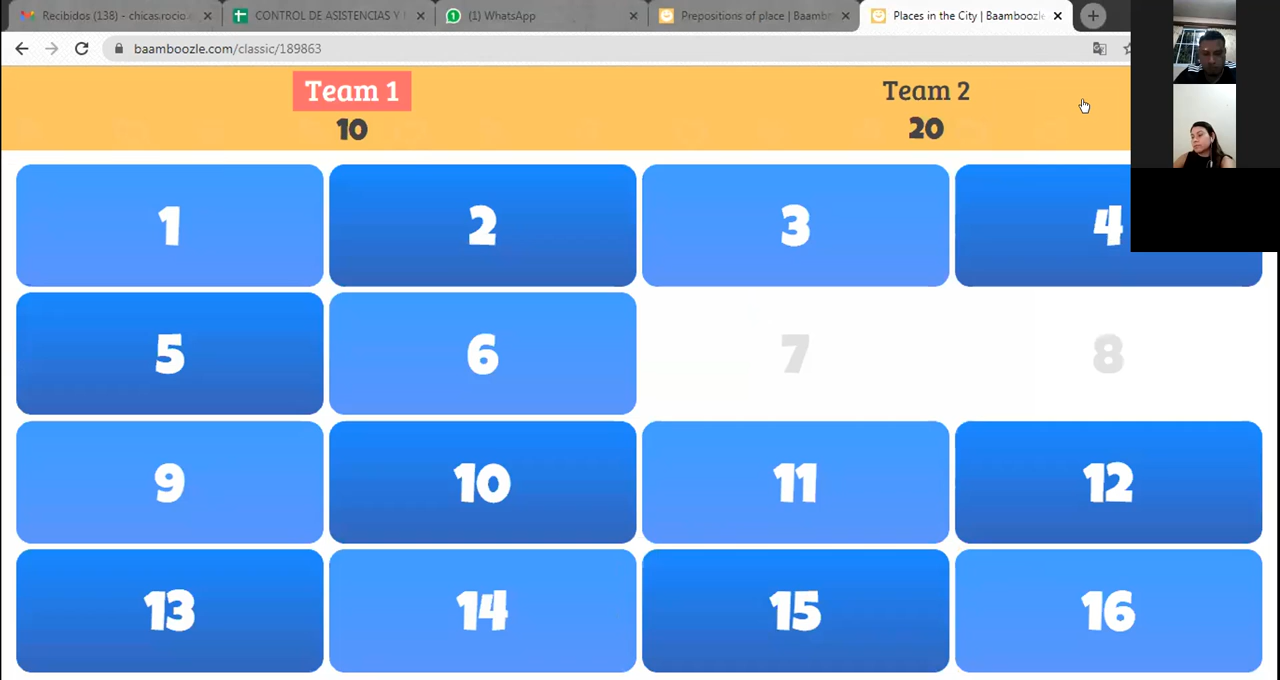 Recibidos (138) - chicas.rocio.e
CONTROL DE ASISTENCIAS Y
(1) WhatsApp
Prepositions of place | Baamb
Places in the City | Baamboozle
baamboozle.com/classic/189863
Team 1
Team 2
10
20
1
2
3
4
5
6
7
8
9
10
11
12
13
14
15
16